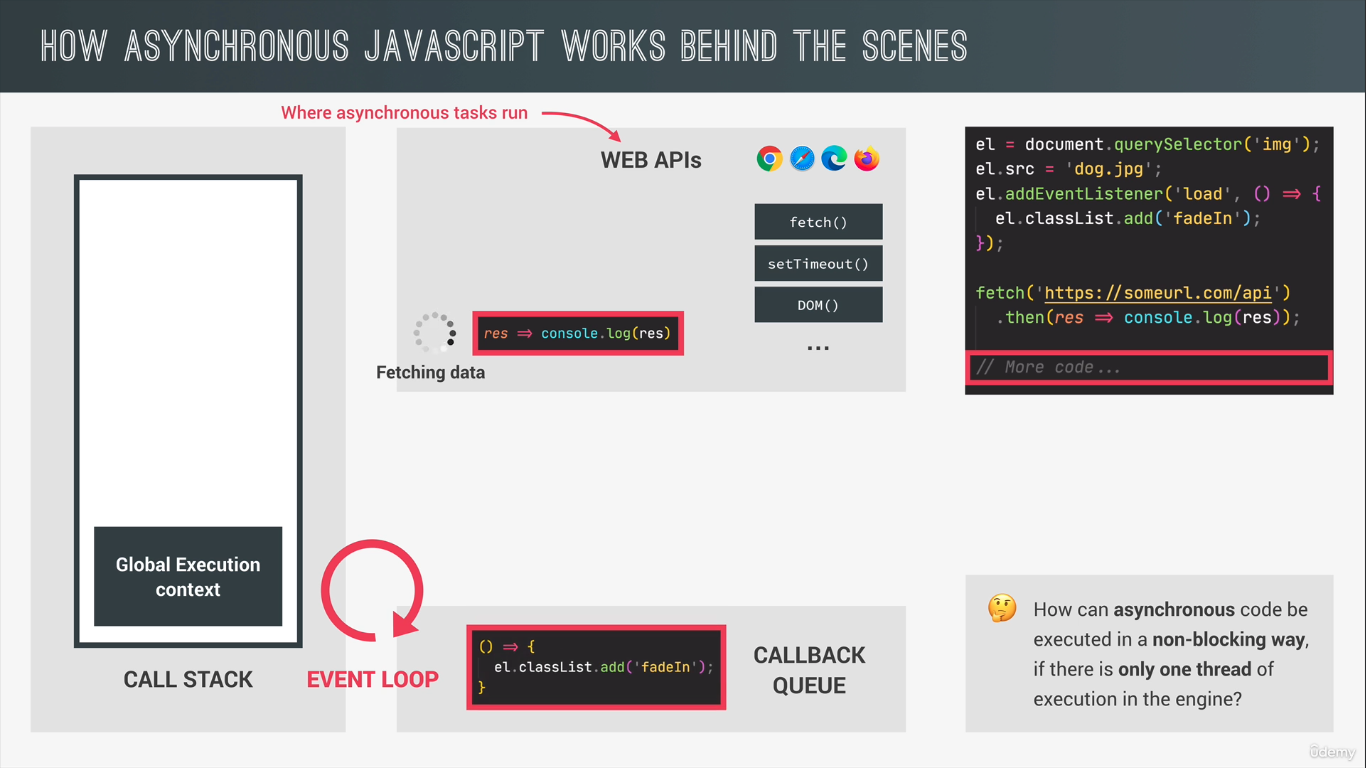 HOW ASYNCHRONOUS JAVASCRIPT WORKS BEHIND THE SCENES
Where asynchronous tasks run
WEB APIs
fetch()
setTimeout()
DOM()
...
res => console.log(res)
Fetching data
el = document.querySelector('img');
el.src = 'dog.jpg';
el.addEventListener('load', () => {
el.classList.add('fadeIn');
});
fetch('https://someurl.com/api')
.then(res => console.log(res));
// More code...
Global Execution
context
CALL STACK
EVENT LOOP
() => {
el.classList.add('fadeIn');
}
CALLBACK
QUEUE
How can asynchronous code be
executed in a non-blocking way,
if there is only one thread of
execution in the engine?
ûdemy